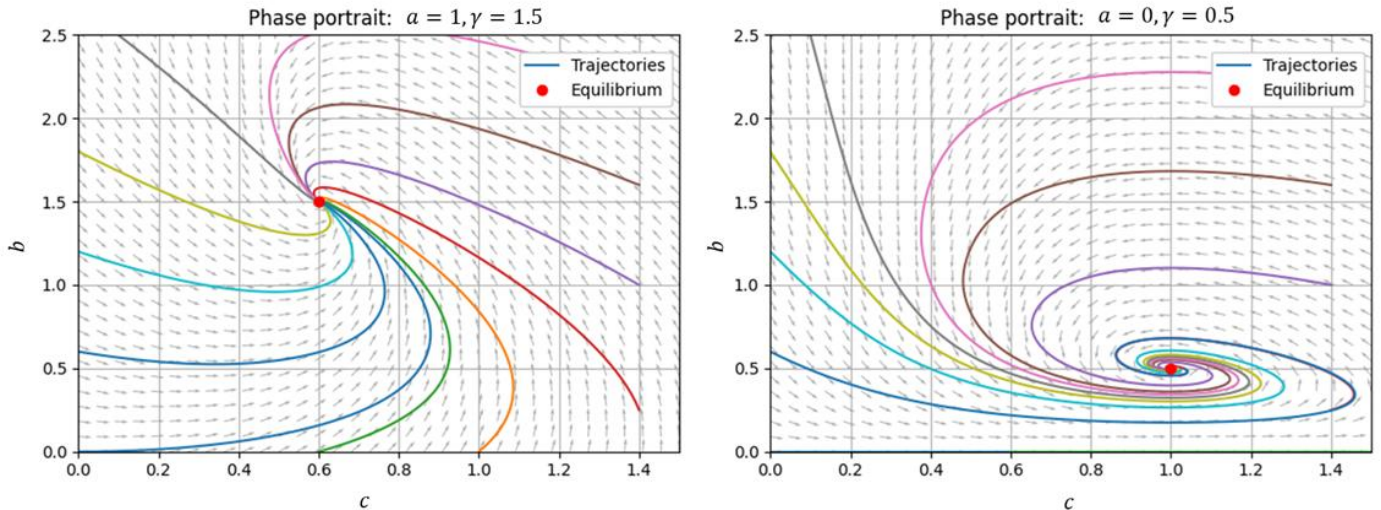 Phase portrait: a = 1, γ = 1.5
2.5
2.0
1.5
1.0
0.5
0.0
b
Trajectories
Equilibrium
0.0 0.2 0.4 0.6 0.8 1.0 1.2 1.4
c
Phase portrait: a = 0, γ = 0.5
2.5
2.0
1.5
1.0
0.5
0.0
b
Trajectories
Equilibrium
0.0 0.2 0.4 0.6 0.8 1.0 1.2 1.4
c